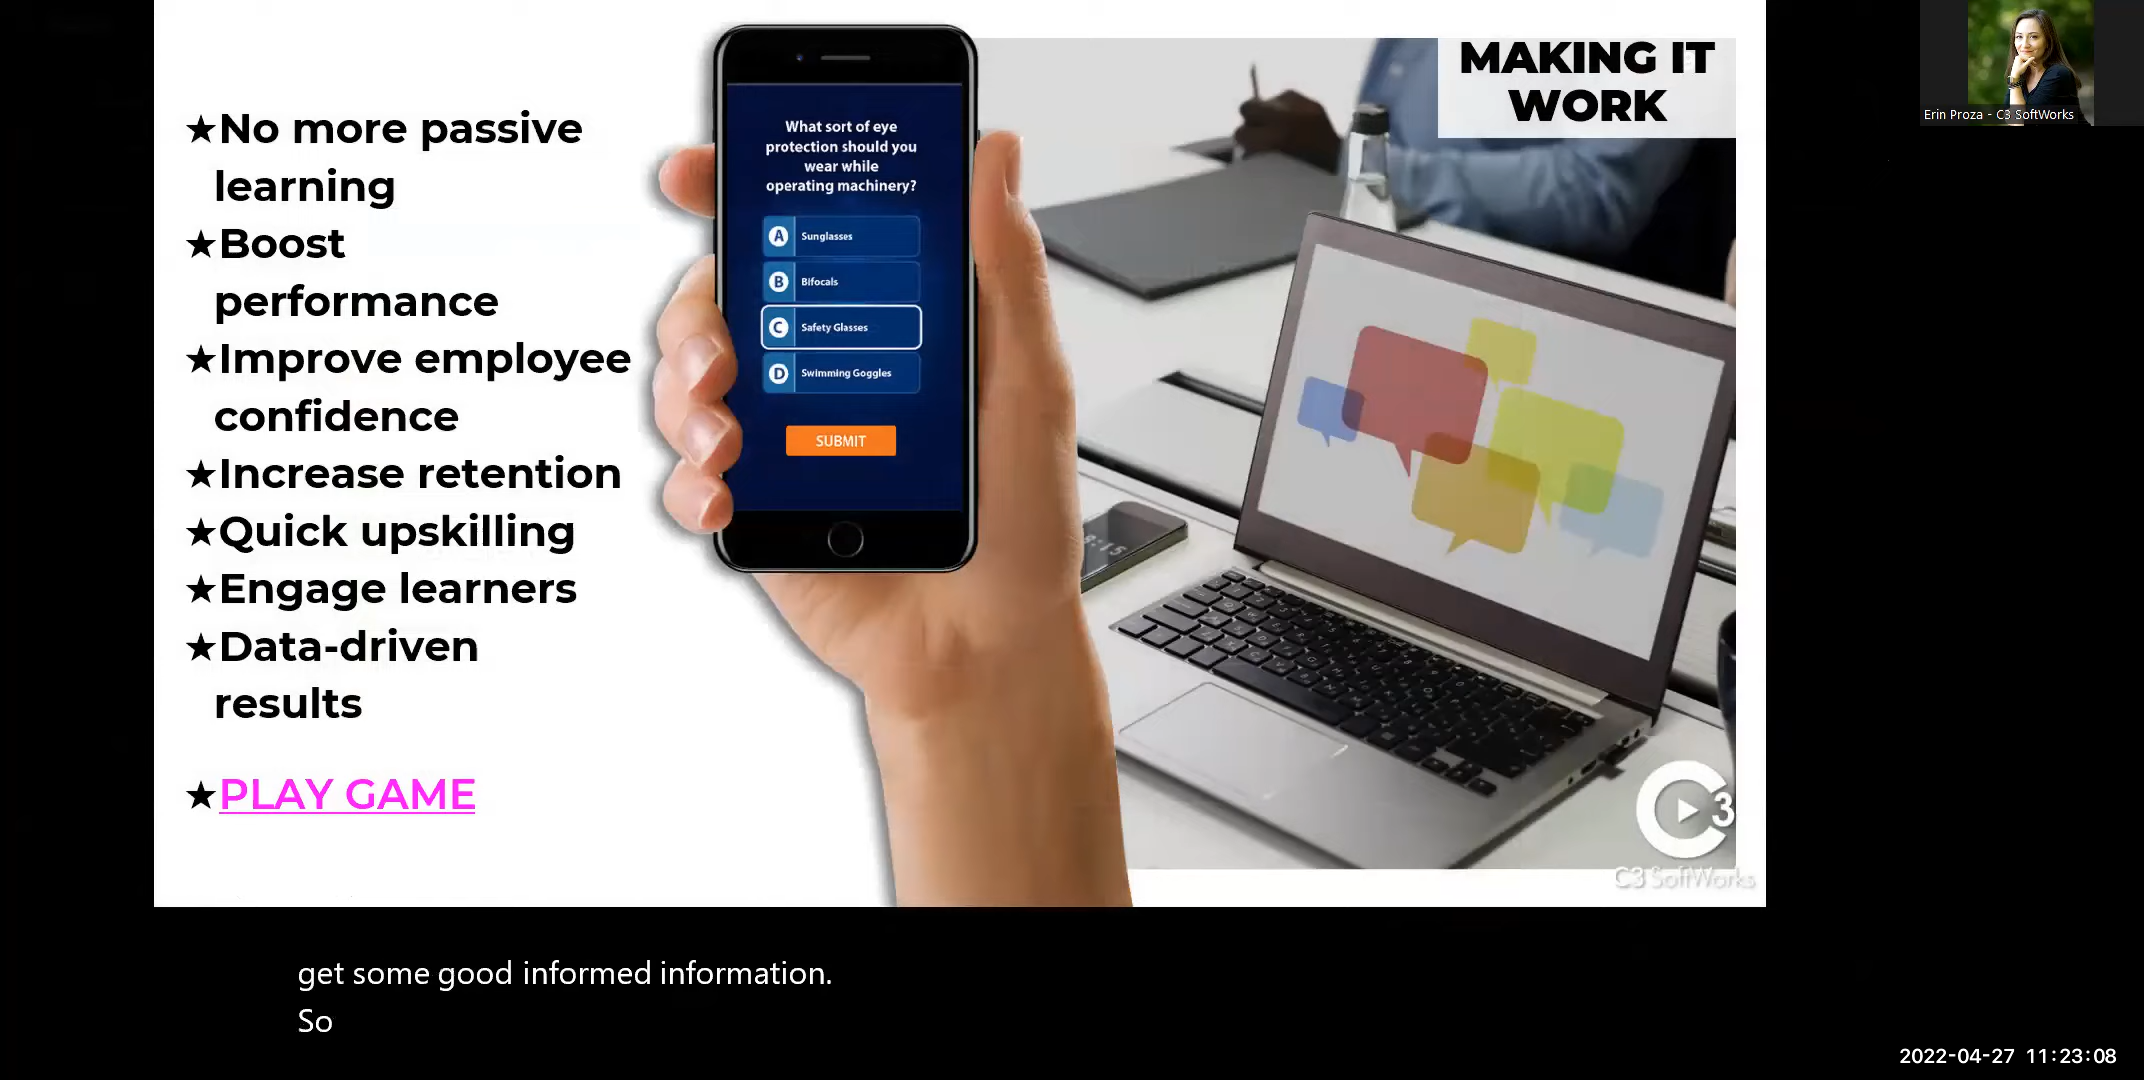 MAKING IT
WORK
★No more passive
learning
★Boost
performance
★Improve employee
confidence
★Increase retention
★Quick upskilling
★Engage learners
★Data-driven
results
★PLAY GAME
What sort of eye
protection should you
wear while
operating machinery?
A Sunglasses
B Bifocals
C Safety Glasses
D Swimming Goggles
SUBMIT
8:15
C3
C3 SoftWorks
Erin Proza - C3 SoftWorks
get some good informed information.
So
2022-04-27 11:23:08